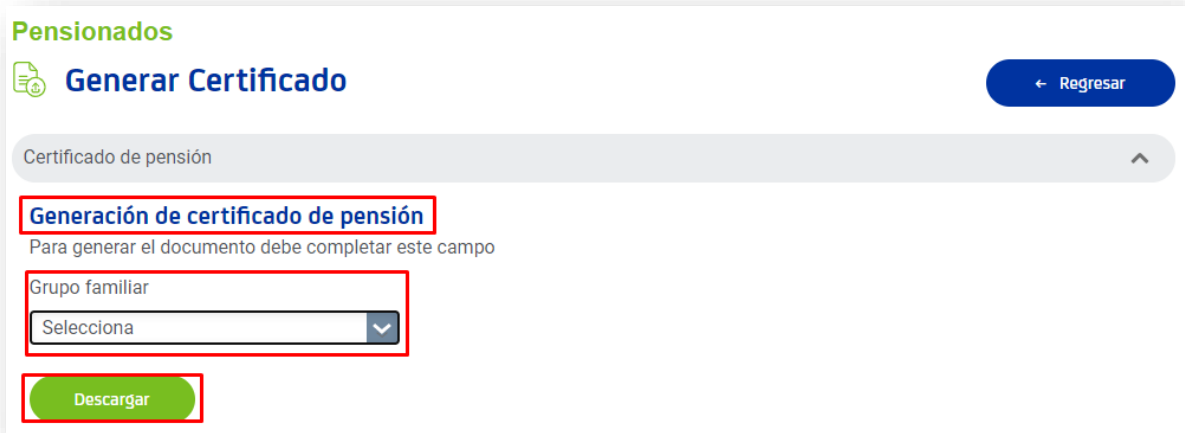 Pensionados
Generar Certificado
← Regresar
Certificado de pensión
Generación de certificado de pensión
Para generar el documento debe completar este campo
Grupo familiar
Selecciona
Descargar